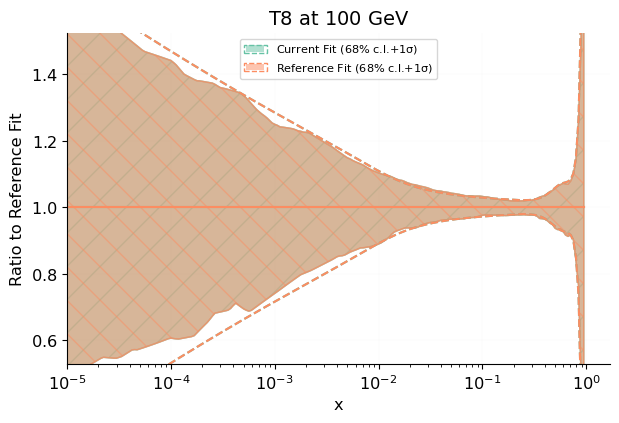 T8 at 100 GeV
Current Fit (68% c.l.+1σ)
Reference Fit (68% c.l.+1σ)
Ratio to Reference Fit
1.4
1.2
1.0
0.8
0.6
10⁻⁵ 10⁻⁴ 10⁻³ 10⁻² 10⁻¹ 10⁰
x